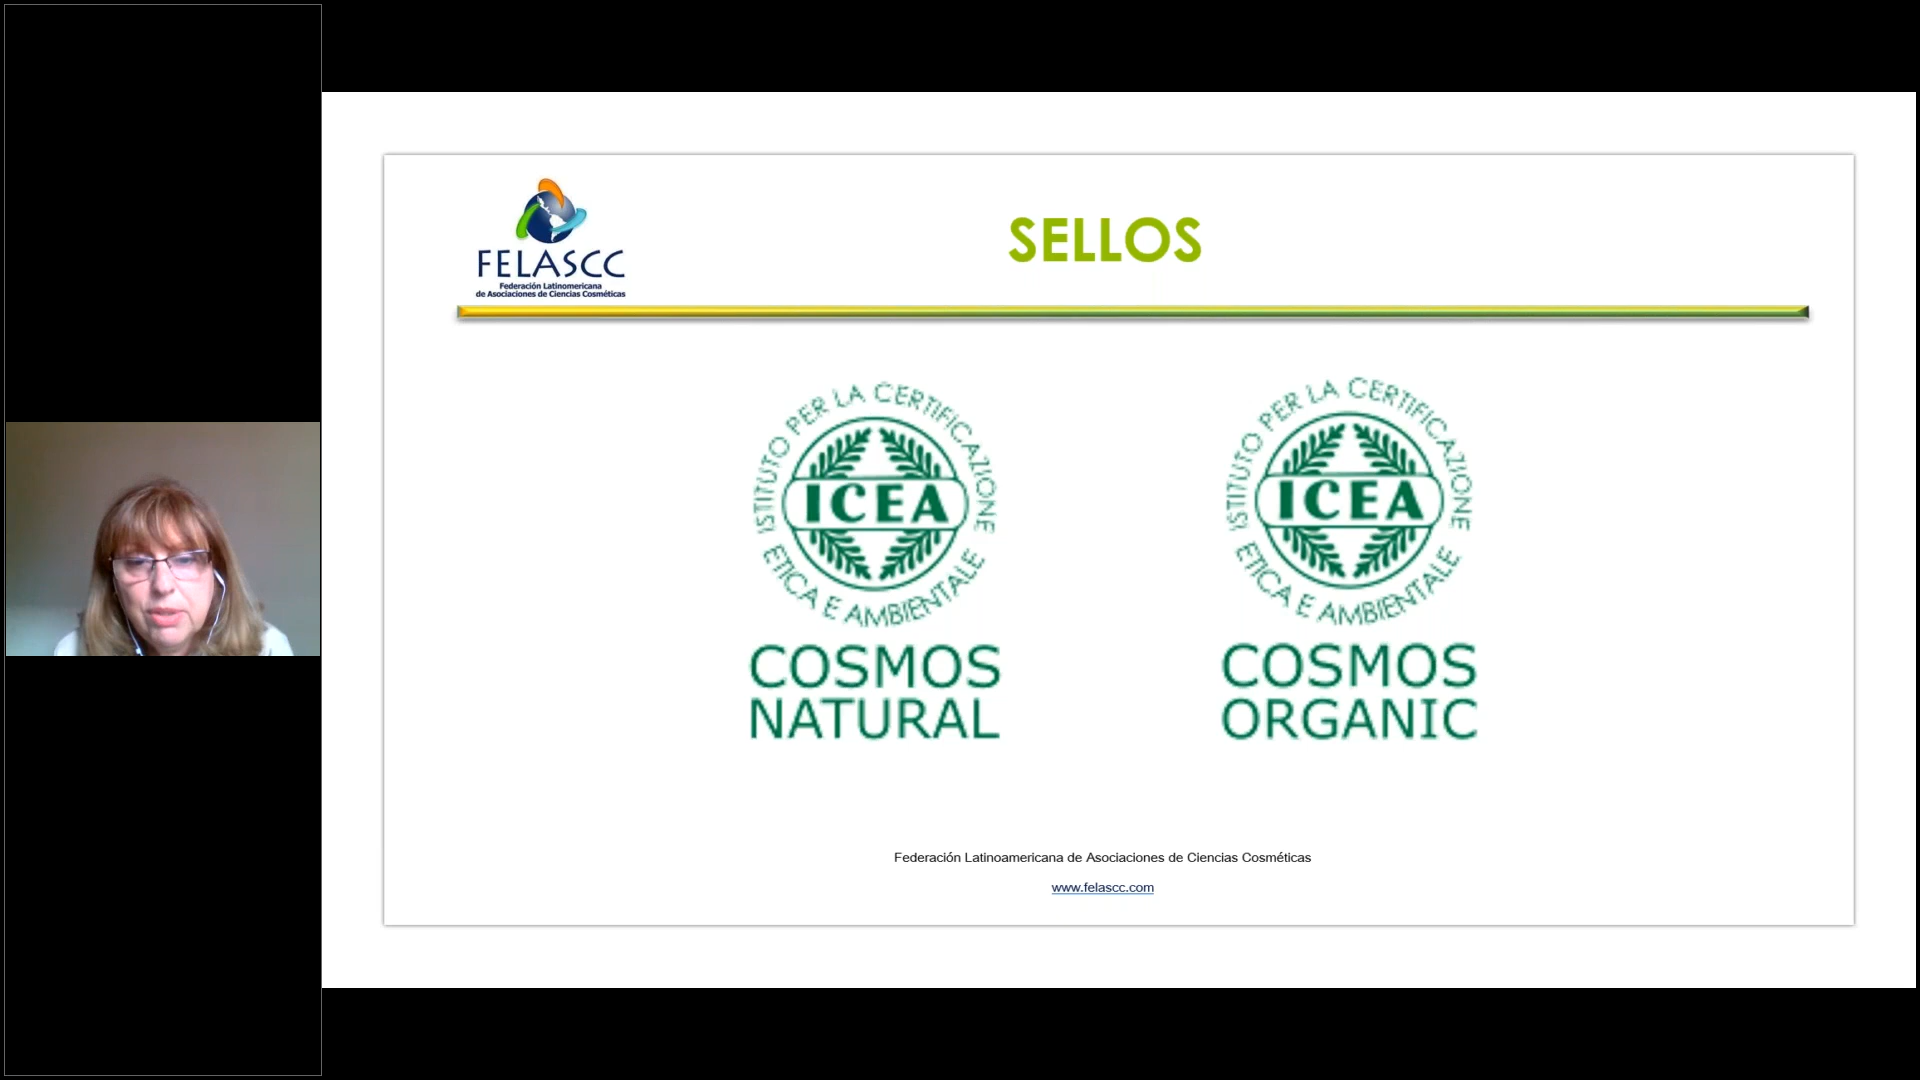 FELASCC
Federación Latinomericana
de Asociaciones de Ciencias Cosméticas
SELLOS
ISTITUTO PER LA CERTIFICAZIONE
ICEA
ETICA E AMBIENTALE
COSMOS
NATURAL
ISTITUTO PER LA CERTIFICAZIONE
ICEA
ETICA E AMBIENTALE
COSMOS
ORGANIC
Federación Latinoamericana de Asociaciones de Ciencias Cosméticas
www.felascc.com